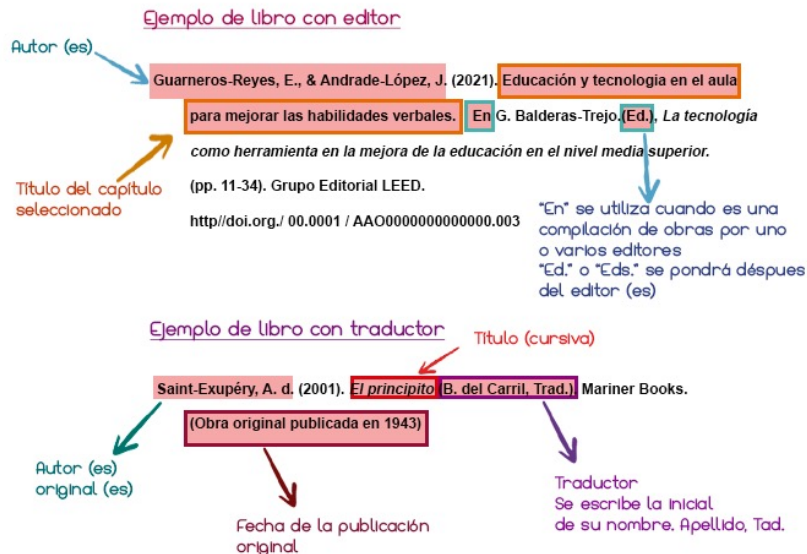 Ejemplo de libro con editor
Autor (es)
Guarneros-Reyes, E., & Andrade-López, J. (2021). Educación y tecnologia en el aula
para mejorar las habilidades verbales. En G. Balderas-Trejo.(Ed.), La tecnología
como herramienta en la mejora de la educación en el nivel media superior.
(pp. 11-34). Grupo Editorial LEED.
http//doi.org./ 00.0001 / AAO0000000000000.003
Título del capítulo
seleccionado
"En" se utiliza cuando es una
compilación de obras por uno
o varios editores
"Ed." o "Eds." se pondrá déspues
del editor (es)
Ejemplo de libro con traductor
Título (cursiva)
Saint-Exupéry, A. d. (2001). El principito (B. del Carril, Trad.) Mariner Books.
(Obra original publicada en 1943)
Autor (es)
original (es)
Fecha de la publicación
original
Traductor
Se escribe la inicial
de su nombre. Apellido, Tad.